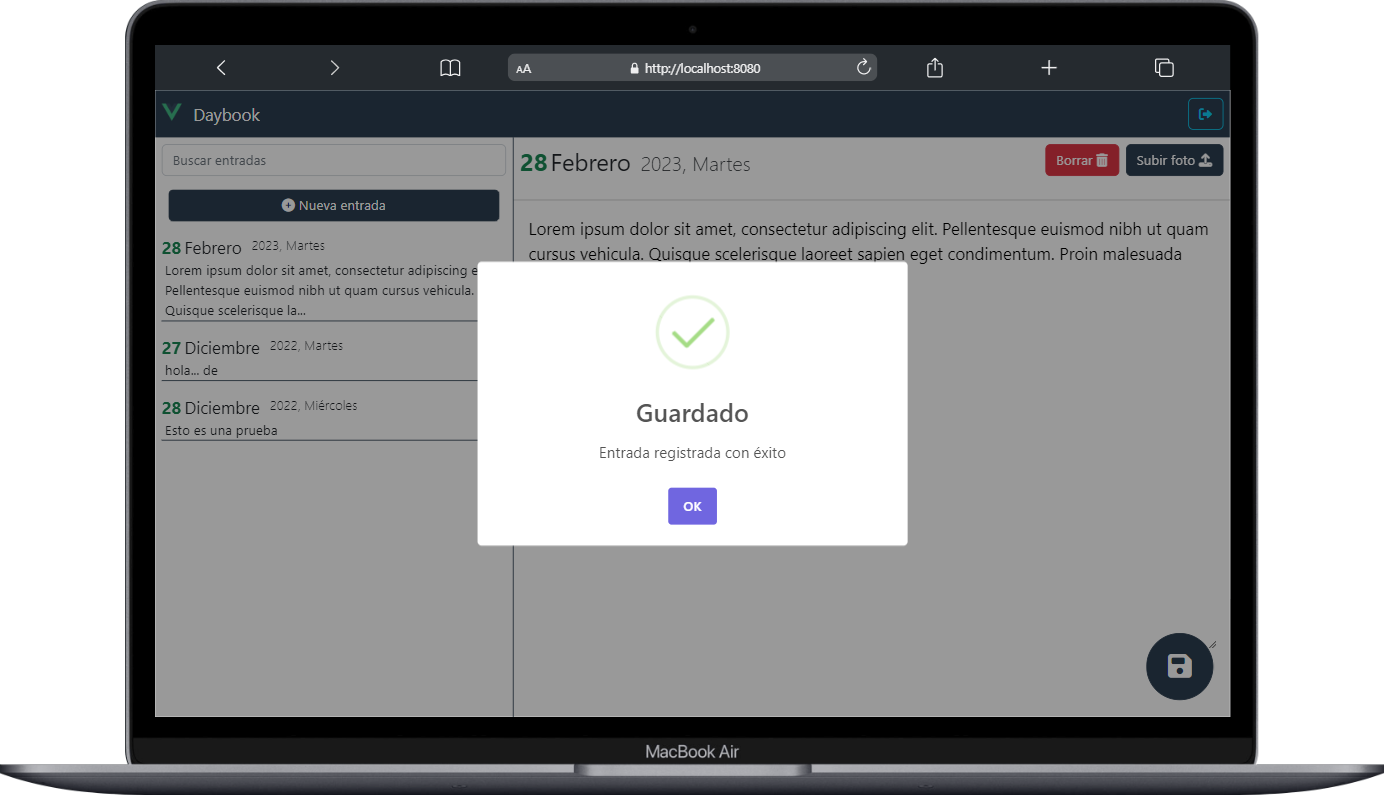 AA
http://localhost:8080
Daybook
Buscar entradas
Nueva entrada
28 Febrero 2023, Martes
Lorem ipsum dolor sit amet, consectetur adipiscing e
Pellentesque euismod nibh ut quam cursus vehicula.
Quisque scelerisque la...
27 Diciembre 2022, Martes
hola... de
28 Diciembre 2022, Miércoles
Esto es una prueba
28 Febrero 2023, Martes
Borrar
Subir foto
Lorem ipsum dolor sit amet, consectetur adipiscing elit. Pellentesque euismod nibh ut quam
cursus vehicula. Quisque scelerisque laoreet sapien eget condimentum. Proin malesuada
Guardado
Entrada registrada con éxito
OK
MacBook Air